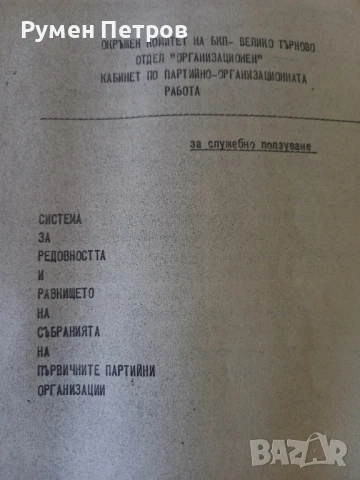 Румен Петров
ОКРЪЖЕН КОМИТЕТ НА БКП- ВЕЛИКО ТЪРНОВО
ОТДЕЛ "ОРГАНИЗАЦИОНЕН"
КАБИНЕТ ПО ПАРТИЙНО-ОРГАНИЗАЦИОННАТА
РАБОТА
за служебно ползуване
СИСТЕМА
ЗА
РЕДОВНОСТТА
И
РАВНИЩЕТО
НА
СЪБРАНИЯТА
НА
ПЪРВИЧНИТЕ ПАРТИЙНИ
ОРГАНИЗАЦИИ
BAZAR